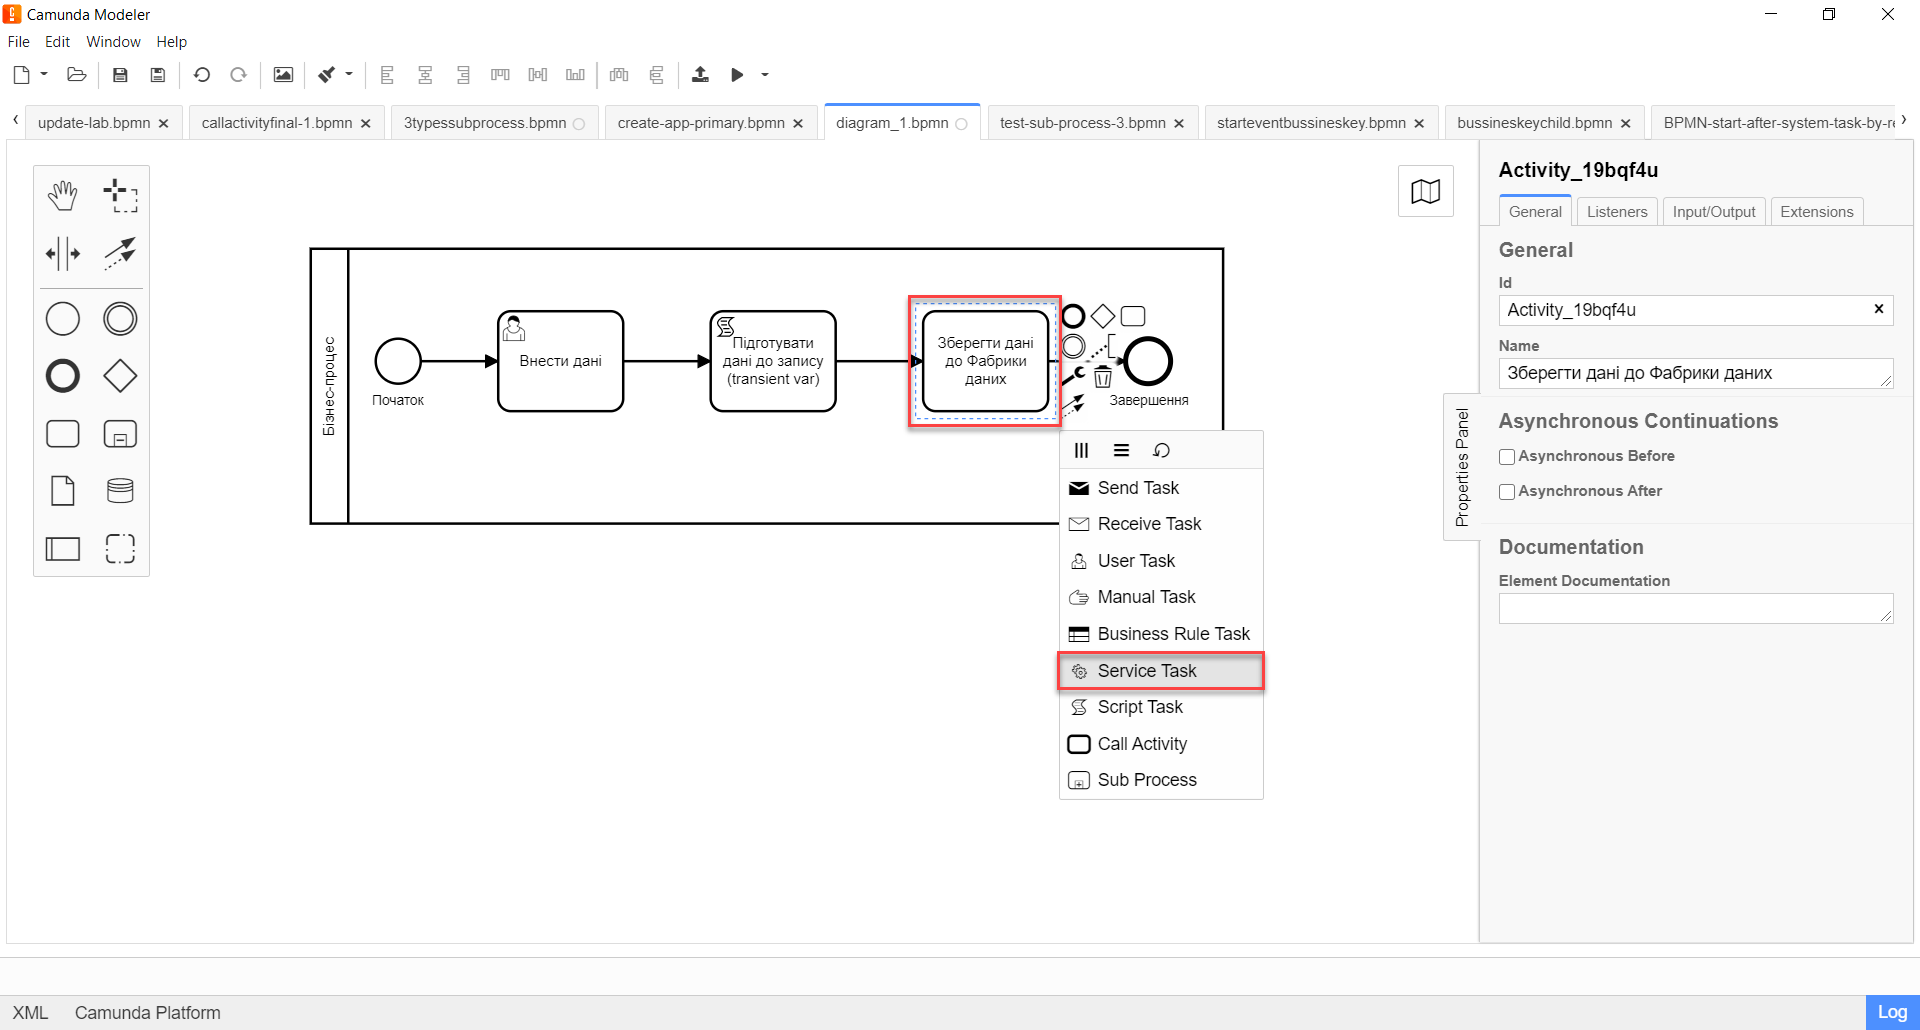 Camunda Modeler
File Edit Window Help
update-lab.bpmn
callactivityfinal-1.bpmn
3typessubprocess.bpmn
create-app-primary.bpmn
diagram_1.bpmn
test-sub-process-3.bpmn
starteventbussineskey.bpmn
bussineskeychild.bpmn
BPMN-start-after-system-task-by-re
Бізнес-процес
Початок
Внести дані
Підготувати
дані до запису
(transient var)
Зберегти дані
до Фабрики
даних
Завершення
Send Task
Receive Task
User Task
Manual Task
Business Rule Task
Service Task
Script Task
Call Activity
Sub Process
Properties Panel
Activity_19bqf4u
General Listeners Input/Output Extensions
General
Id
Activity_19bqf4u
Name
Зберегти дані до Фабрики даних
Asynchronous Continuations
Asynchronous Before
Asynchronous After
Documentation
Element Documentation
XML Camunda Platform
Log